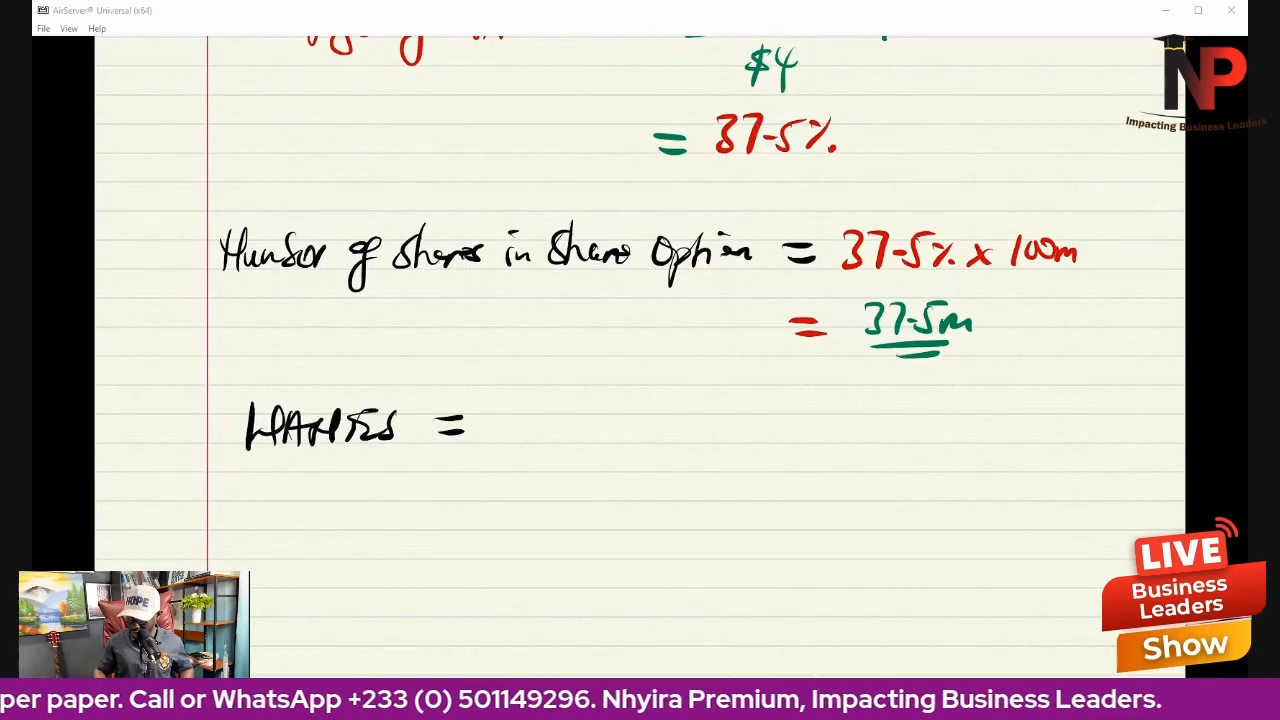 AirServer® Universal (x64)
File View Help
$4
= 37.5%
Number of shares in share option = 37.5% x 100m
= 37.5m
=
NP
Impacting Business Leaders
HOPE
LIVE
Business
Leaders
Show
per paper. Call or WhatsApp +233 (0) 501149296. Nhyira Premium, Impacting Business Leaders.